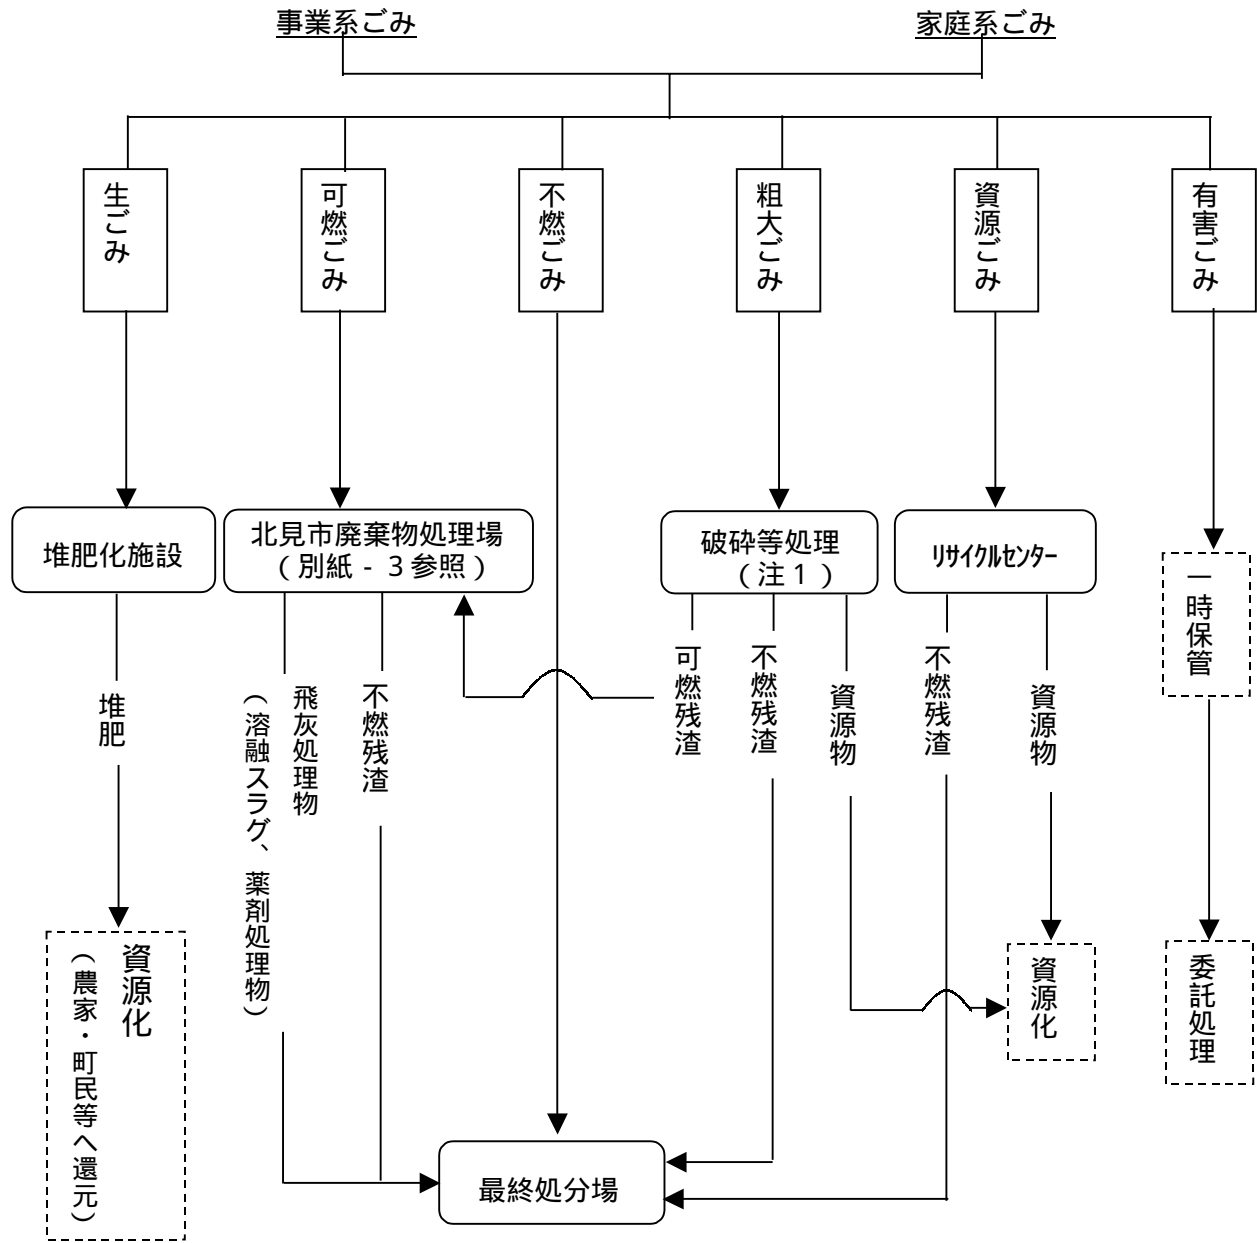 事業系ごみ
家庭系ごみ
生ごみ
可燃ごみ
不燃ごみ
粗大ごみ
資源ごみ
有害ごみ
堆肥化施設
北見市廃棄物処理場
(別紙-3参照)
破砕等処理
(注1)
リサイクルセンター
一時保管
堆肥
飛灰処理物
(溶融スラグ、薬剤処理物)
不燃残渣
可燃残渣
不燃残渣
資源物
不燃残渣
資源物
資源化
(農家・町民等へ還元)
資源化
委託処理
最終処分場